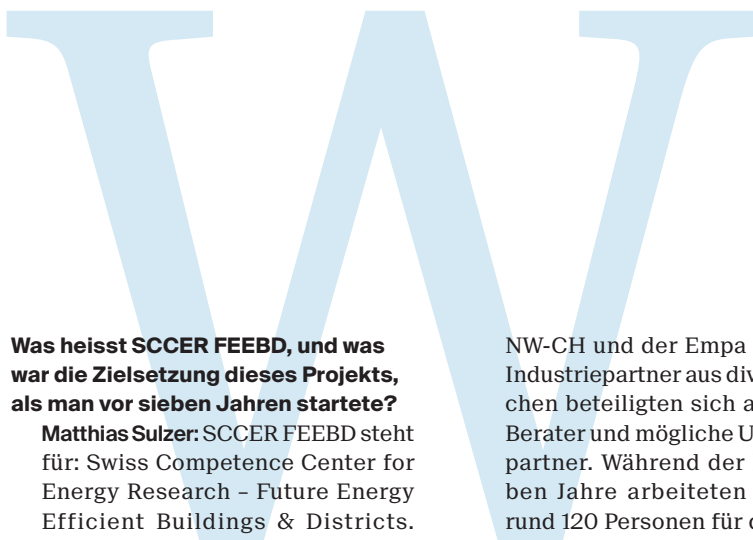 W
Was heisst SCCER FEEBD, und was
war die Zielsetzung dieses Projekts,
als man vor sieben Jahren startete?
Matthias Sulzer: SCCER FEEBD steht
für: Swiss Competence Center for
Energy Research – Future Energy
Efficient Buildings & Districts.
NW-CH und der Empa
Industriepartner aus
chen beteiligten sich
Berater und mögliche
partner. Während der
ben Jahre arbeiteten
rund 120 Personen für